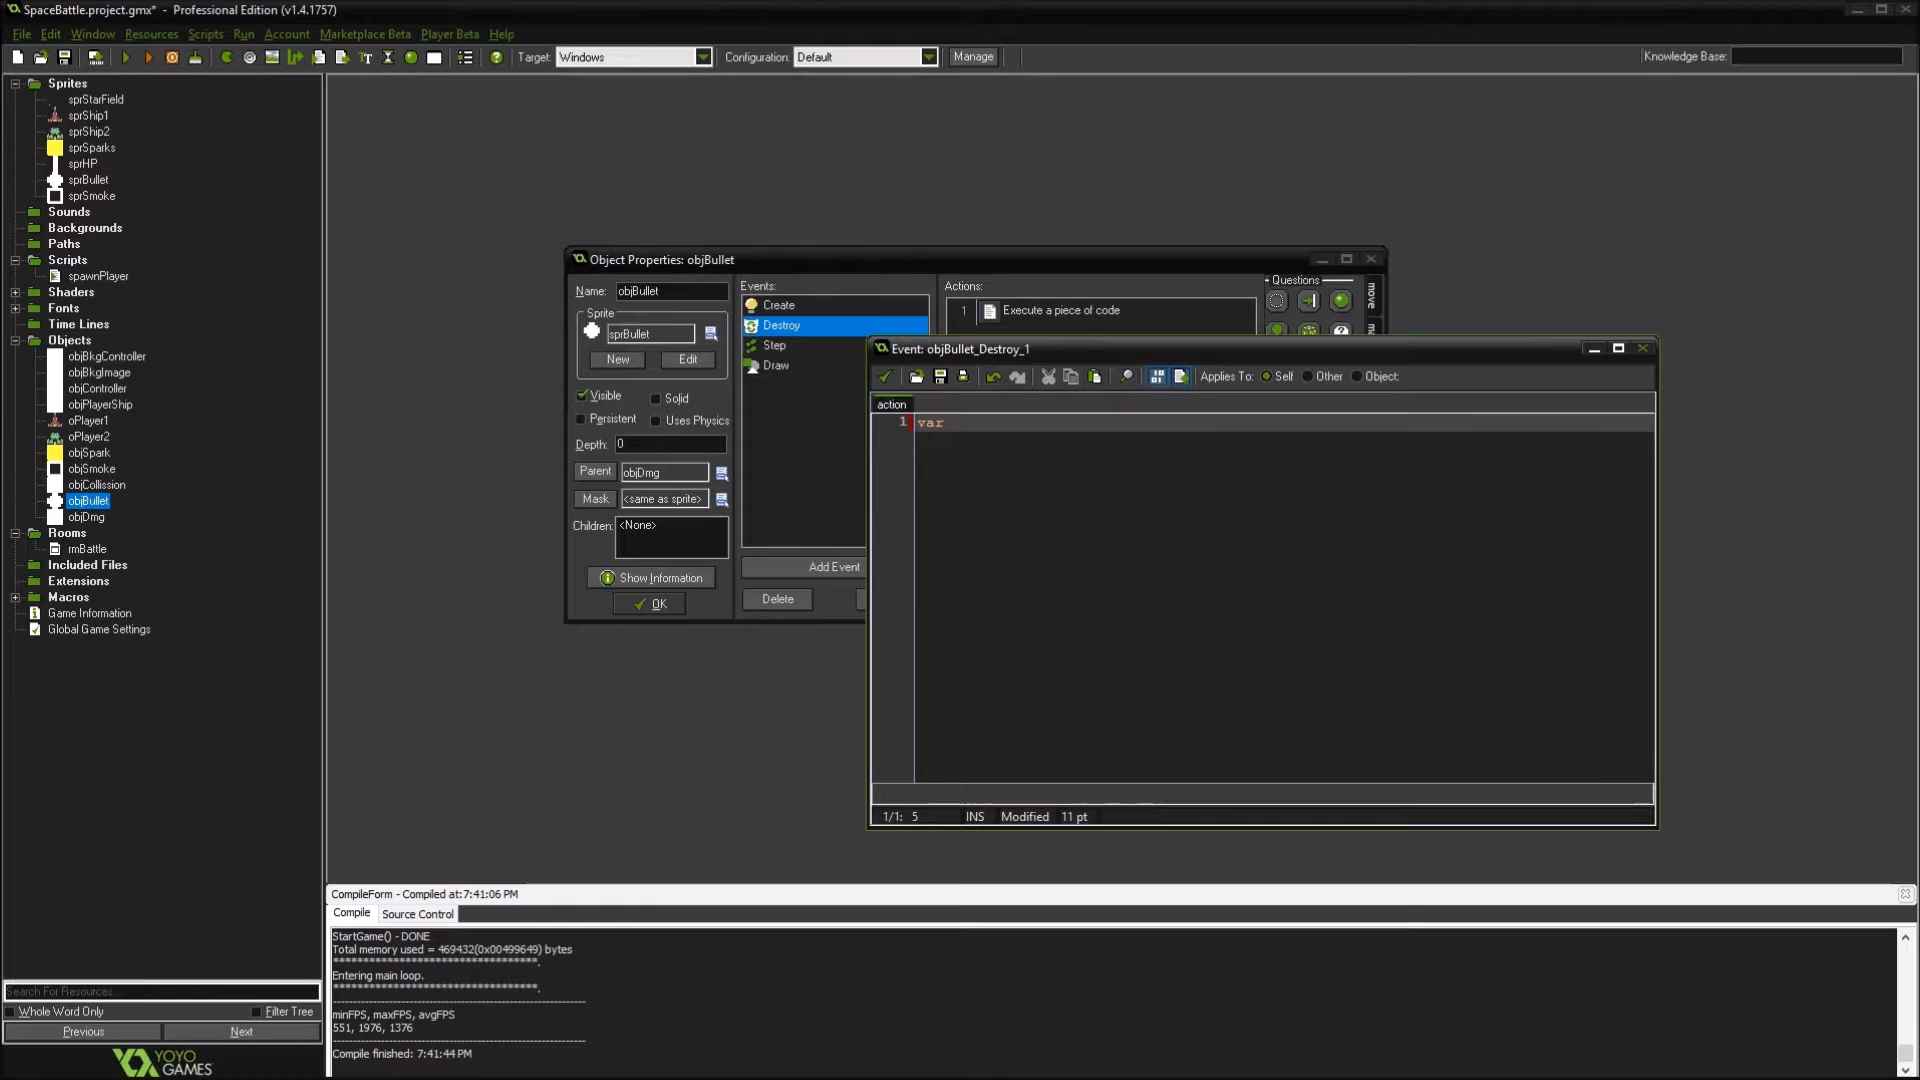 SpaceBattle.project.gmx* - Professional Edition (v1.4.1757)
File Edit Window Resources Scripts Run Account Marketplace Beta Player Beta Help
Target: Windows Configuration: Default Manage Knowledge Base:
Sprites
sprStarField
sprShip1
sprShip2
sprSparks
sprHP
sprBullet
sprSmoke
Sounds
Backgrounds
Paths
Scripts
spawnPlayer
Shaders
Fonts
Time Lines
Objects
objBkgController
objBkgImage
objController
objPlayerShip
oPlayer1
oPlayer2
objSpark
objSmoke
objCollission
objBullet
objDmg
Rooms
rmBattle
Included Files
Extensions
Macros
Game Information
Global Game Settings
Search For Resources...
Whole Word Only Filter Tree
Previous Next
YOYO
GAMES
Object Properties: objBullet
Name: objBullet
Sprite
sprBullet
New Edit
Visible Solid
Persistent Uses Physics
Depth: 0
Parent objDmg
Mask <same as sprite>
Children: <None>
Show Information
OK
Events:
Create
Destroy
Step
Draw
Add Event
Delete
Actions:
1 Execute a piece of code
Questions
move
Event: objBullet_Destroy_1
Applies To: Self Other Object:
action
1 var
1/1: 5 INS Modified 11 pt
CompileForm - Compiled at:7:41:06 PM
Compile Source Control
StartGame() - DONE
Total memory used = 469432(0x00499649) bytes
**********************************.
Entering main loop.
**********************************.
minFPS, maxFPS, avgFPS
551, 1976, 1376
Compile finished: 7:41:44 PM